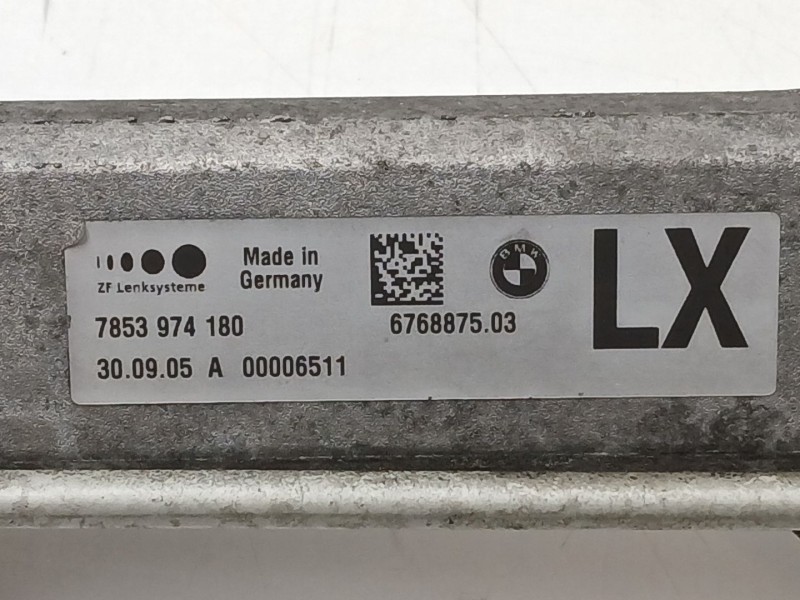 ZF Lenksysteme
Made in
Germany
BMW
LX
7853 974 180
6768875.03
30.09.05 A 00006511